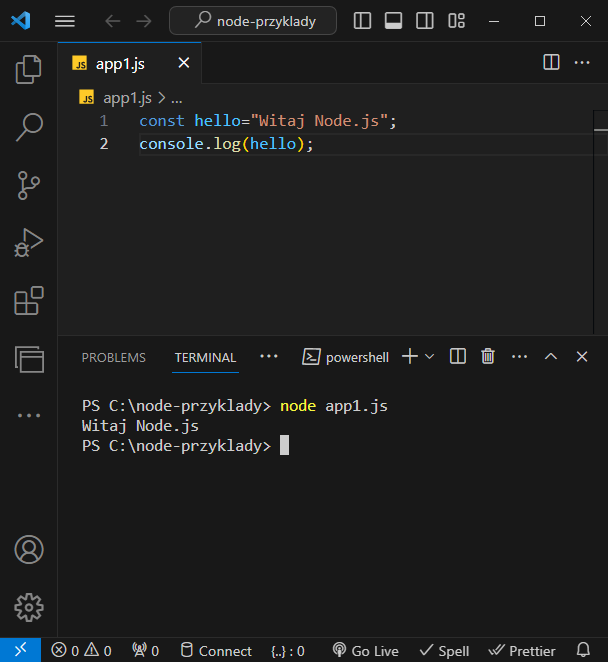 node-przyklady
JS app1.js
JS app1.js > ...
1 const hello="Witaj Node.js";
2 console.log(hello);
PROBLEMS TERMINAL ... powershell
PS C:\node-przyklady> node app1.js
Witaj Node.js
PS C:\node-przyklady>
0 0 0 Connect {..} : 0 Go Live Spell Prettier